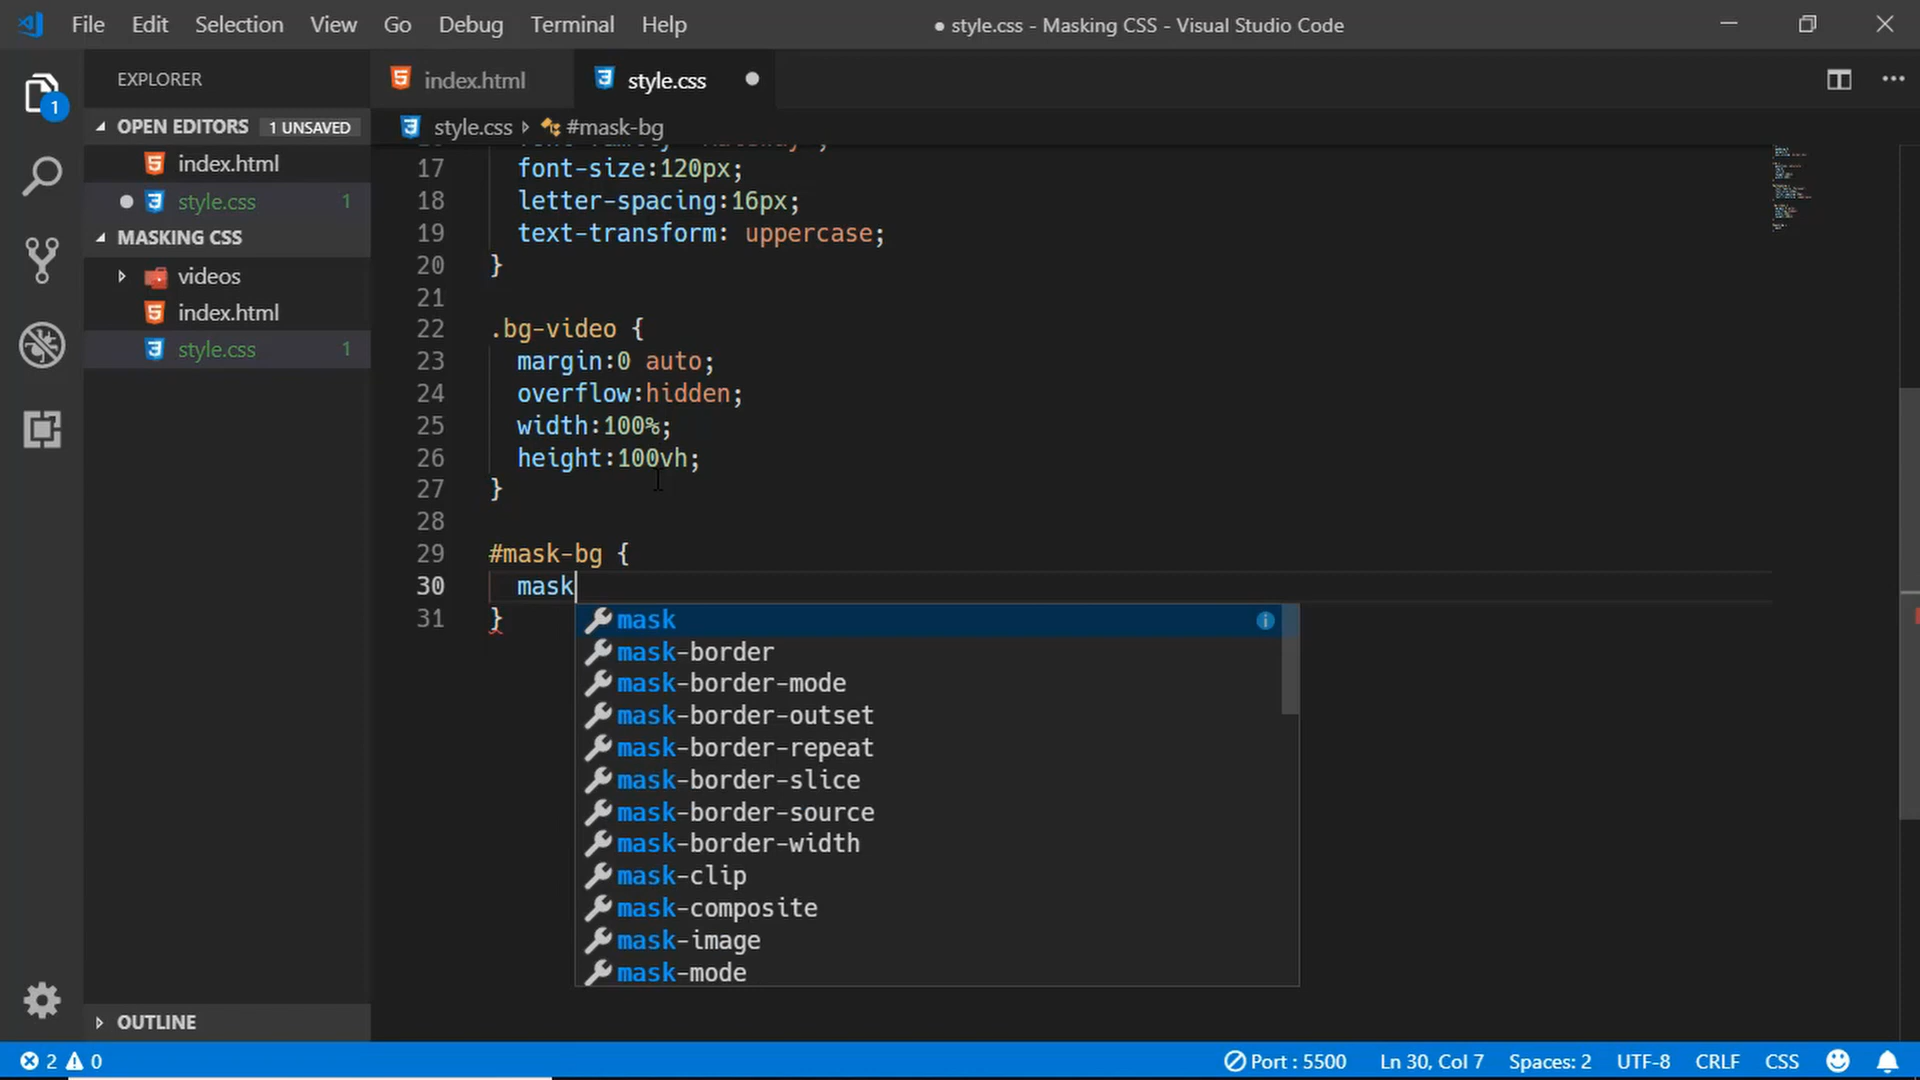 File Edit Selection View Go Debug Terminal Help
● style.css - Masking CSS - Visual Studio Code
EXPLORER
index.html
style.css ●
1
OPEN EDITORS 1 UNSAVED
style.css › #mask-bg
index.html
style.css 1
MASKING CSS
videos
index.html
style.css 1
17 font-size:120px;
18 letter-spacing:16px;
19 text-transform: uppercase;
20 }
21
22 .bg-video {
23 margin:0 auto;
24 overflow:hidden;
25 width:100%;
26 height:100vh;
27 }
28
29 #mask-bg {
30 mask
31 }
mask
mask-border
mask-border-mode
mask-border-outset
mask-border-repeat
mask-border-slice
mask-border-source
mask-border-width
mask-clip
mask-composite
mask-image
mask-mode
OUTLINE
2 0
Port : 5500 Ln 30, Col 7 Spaces: 2 UTF-8 CRLF CSS